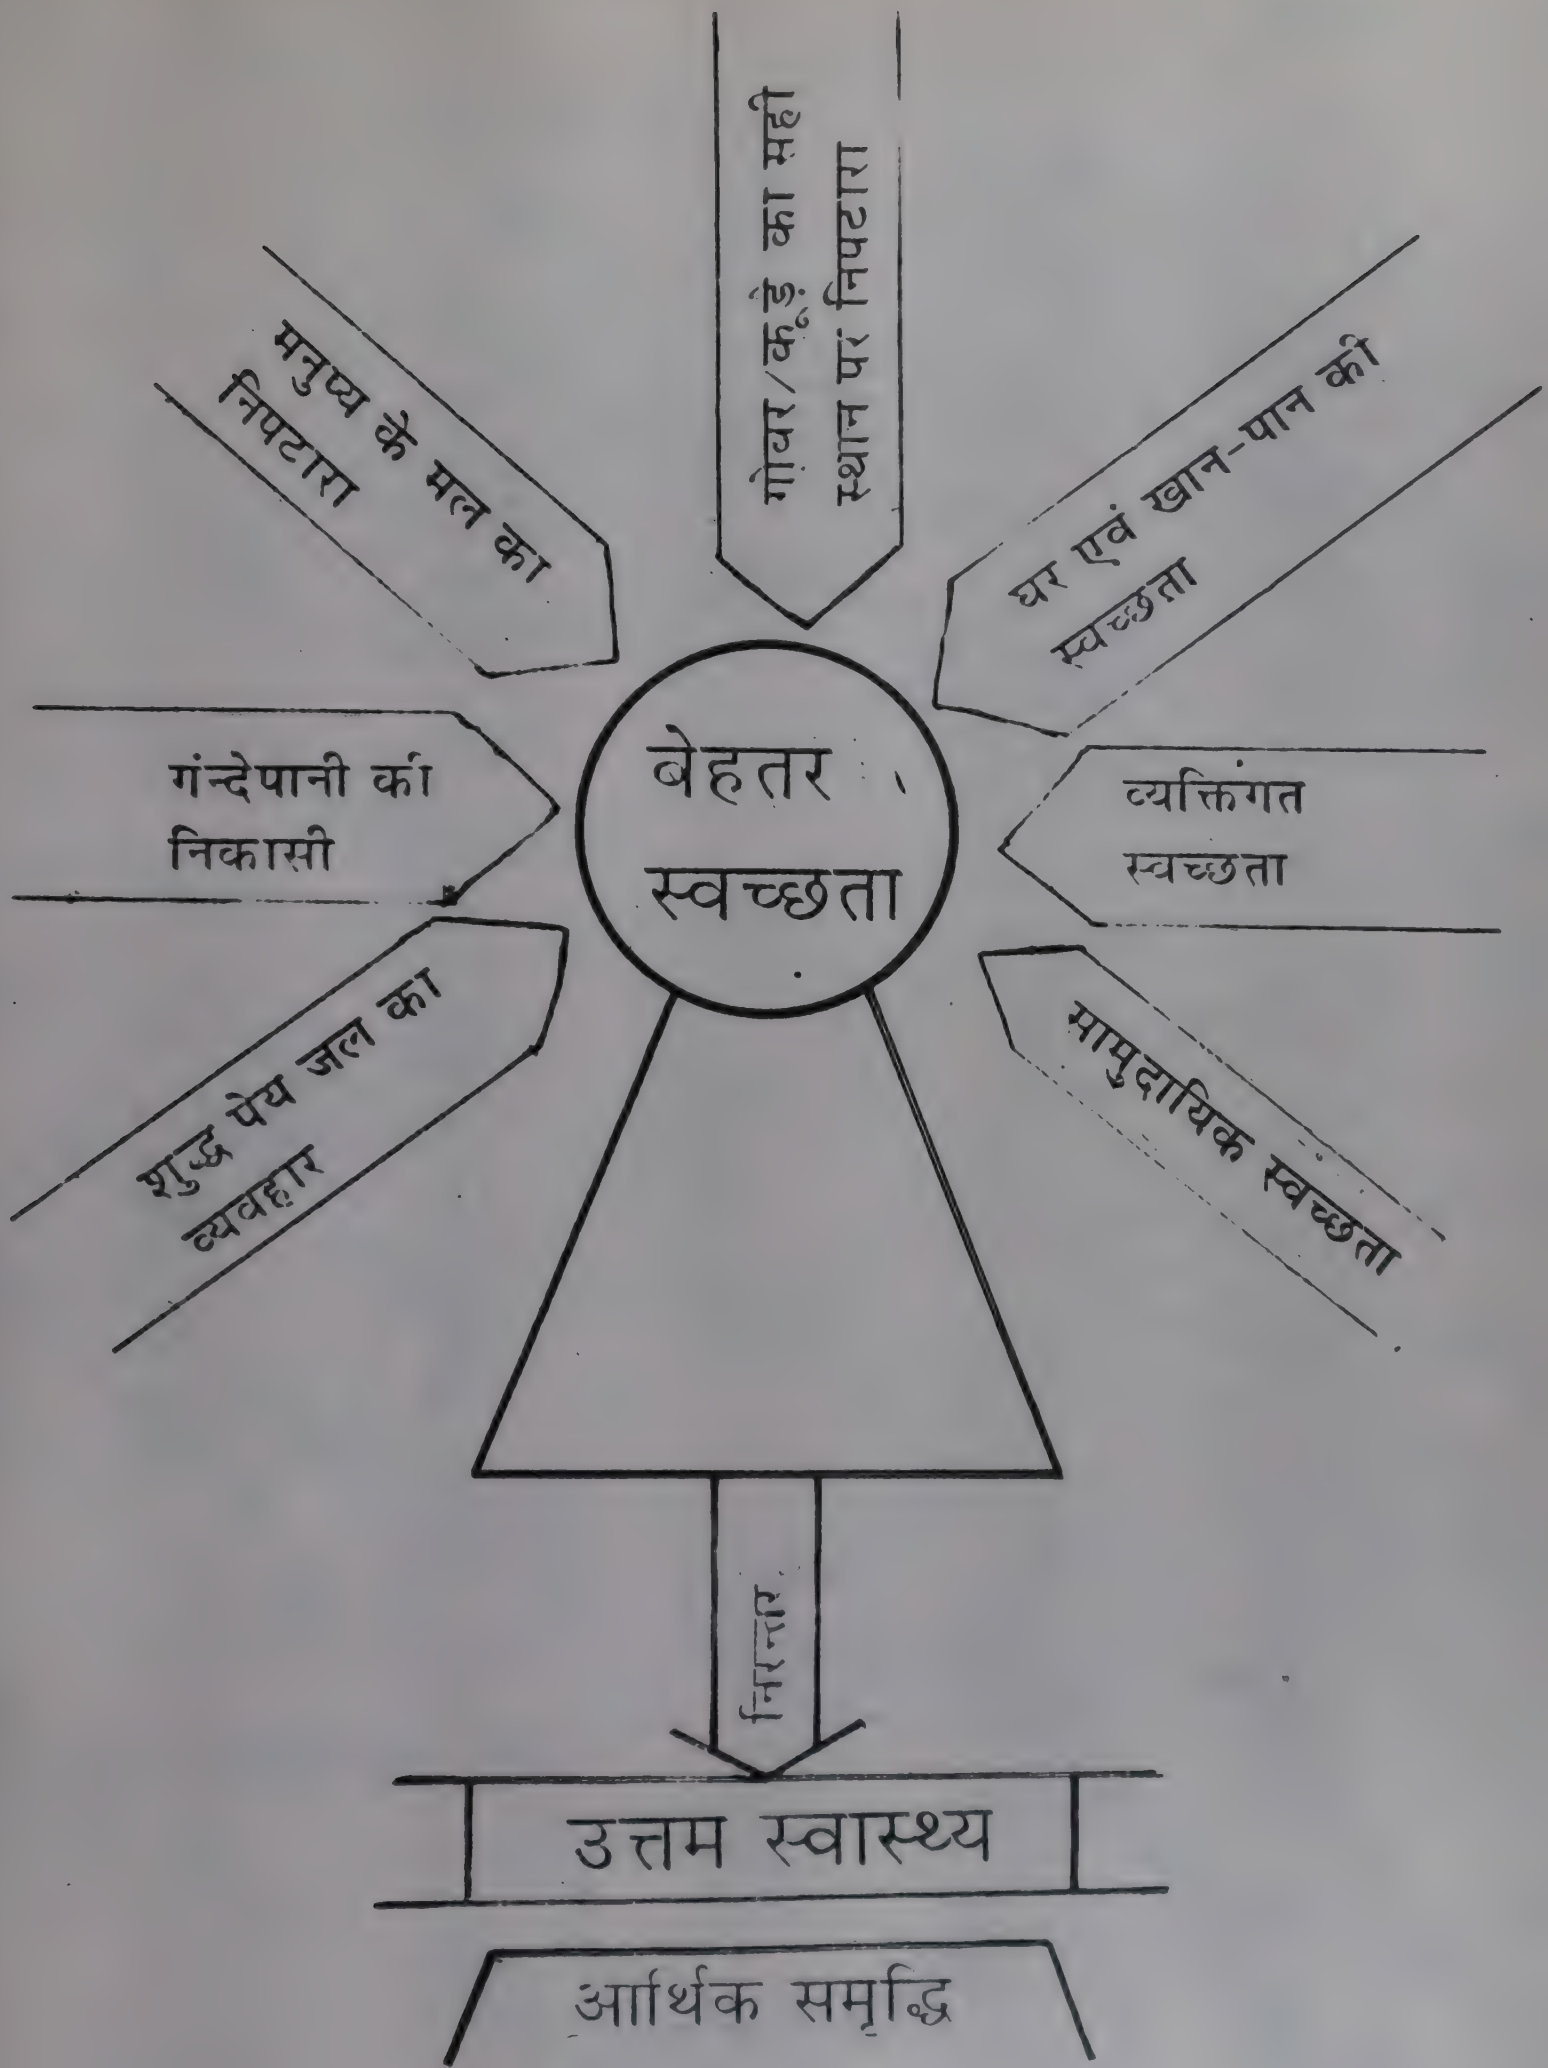 गोबर/कूड़े का सही
स्थान पर निपटारा
मनुष्य के मल का
निपटारा
घर एवं खान-पान की
स्वच्छता
गंन्देपानी की
निकासी
बेहतर
स्वच्छता
व्यक्तिगत
स्वच्छता
शुद्ध पेय जल का
व्यवहार
सामुदायिक स्वच्छता
निरन्तर
उत्तम स्वास्थ्य
आर्थिक समृद्धि